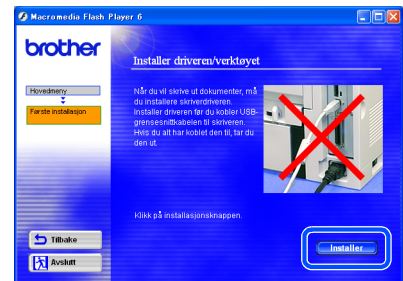 Macromedia Flash Player 6
brother
Installer driveren/verktøyet
Hovedmeny
Første installasjon
Når du vil skrive ut dokumenter, må
du installere skriverdriveren.
Installer driveren før du kobler USB-
grensesnittkabelen til skriveren.
Hvis du alt har koblet den til, tar du
den ut.
Klikk på installasjonsknappen.
Tilbake
Avslutt
Installer